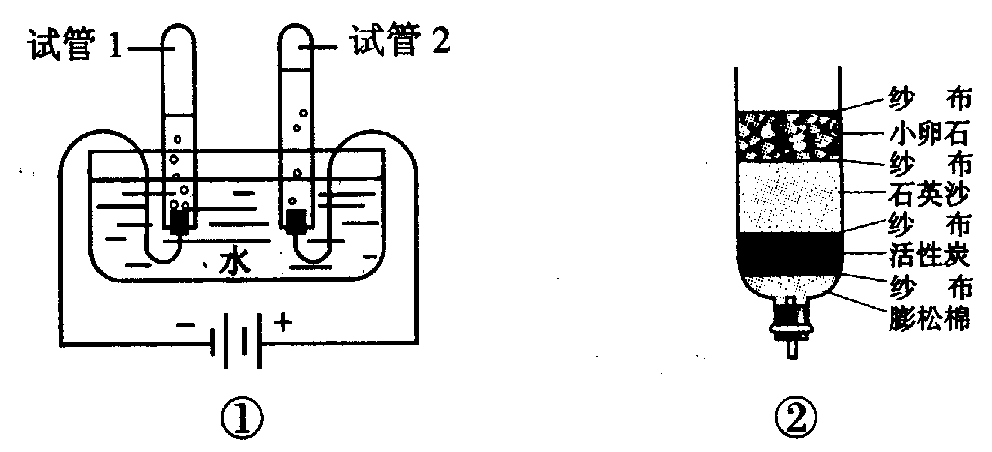 试管 1
试管 2
水
－ +
①
纱 布
小卵石
纱 布
石英沙
纱 布
活性炭
纱 布
膨松棉
②